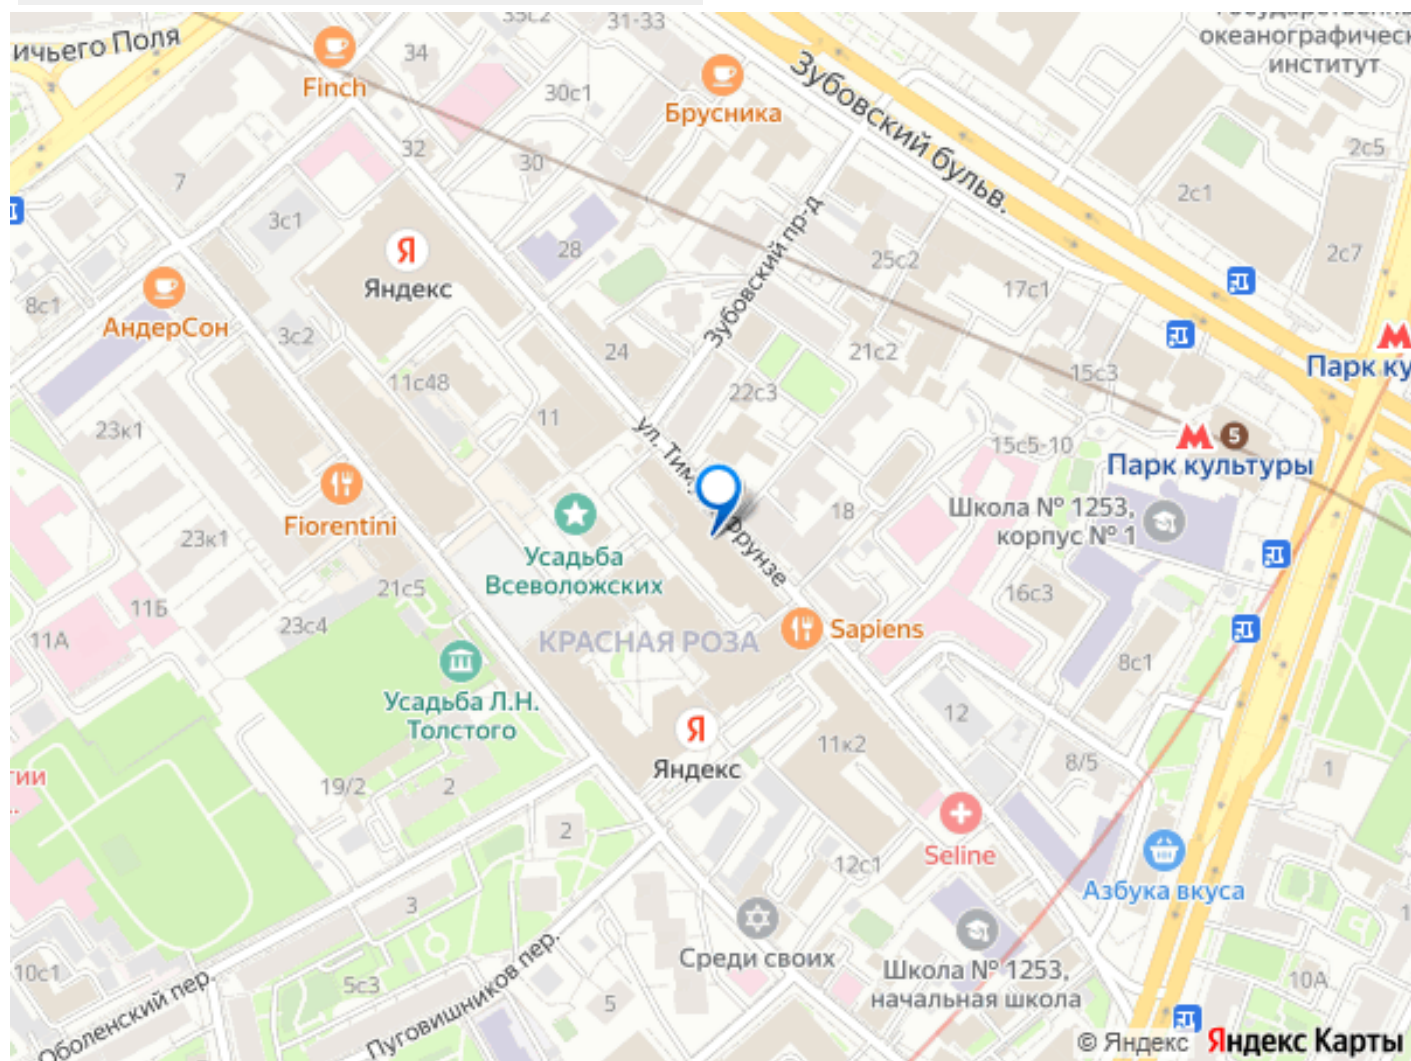 35с2
31-33
Государственный
океанографическ
институт
ичьего Поля
34
Finch
30с1
Брусника
Зубовский бульв.
32
30
2с5
7
2с1
3с1
Зубовский пр-д
28
25с2
2с7
Яндекс
17с1
8с1
АндерСон
3с2
24
21с2
15с3
Парк ку
11с48
22с3
23к1
11
ул. Тиму
Фрунзе
15с5-10
5
Парк культуры
Fiorentini
18
Школа № 1253,
корпус № 1
23к1
Усадьба
Всеволожских
21с5
16с3
11Б
23с4
11А
Sapiens
КРАСНАЯ РОЗА
8с1
Усадьба Л.Н.
Толстого
12
11к2
Яндекс
8/5
1
гии
19/2
2
2
Seline
12с1
Азбука вкуса
3
Среди своих
Школа № 1253,
начальная школа
10с1
5с3
5
10А
Оболенский пер.
Пуговишников пер.
© Яндекс Яндекс Карты